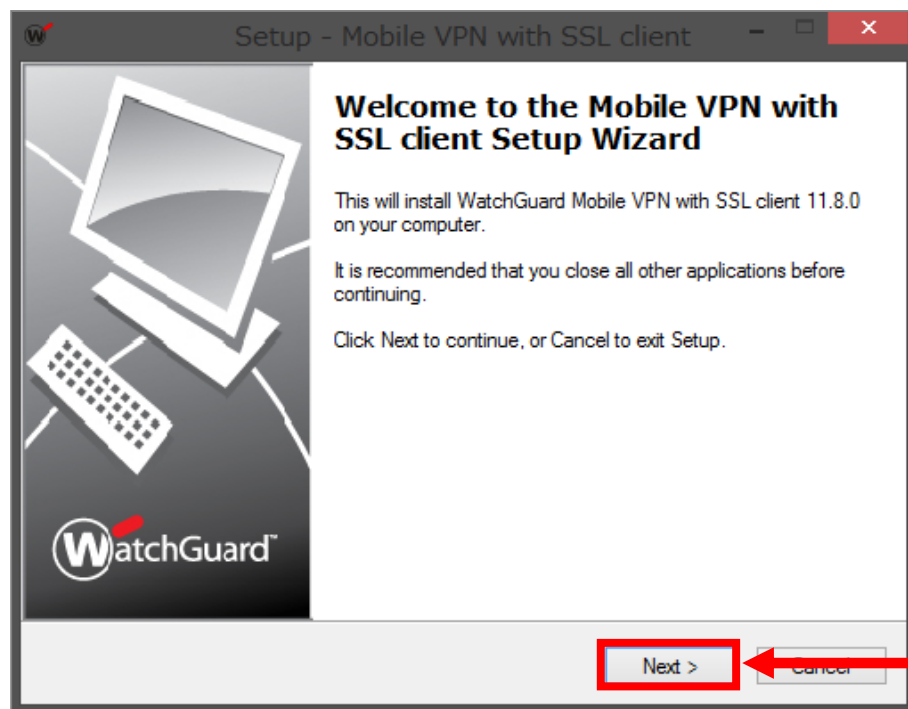 Setup - Mobile VPN with SSL client
Welcome to the Mobile VPN with
SSL client Setup Wizard
This will install WatchGuard Mobile VPN with SSL client 11.8.0
on your computer.
It is recommended that you close all other applications before
continuing.
Click Next to continue, or Cancel to exit Setup.
WatchGuard™
Next >
Cancel